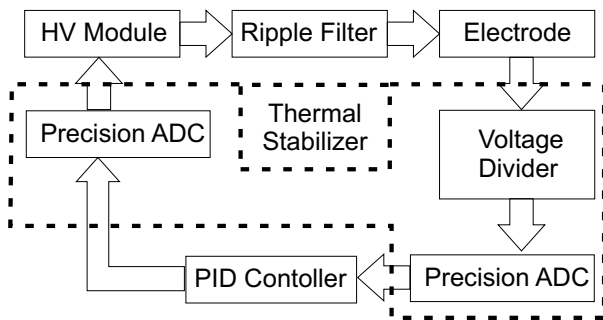 HV Module
Ripple Filter
Electrode
Precision ADC
Thermal
Stabilizer
Voltage
Divider
PID Contoller
Precision ADC